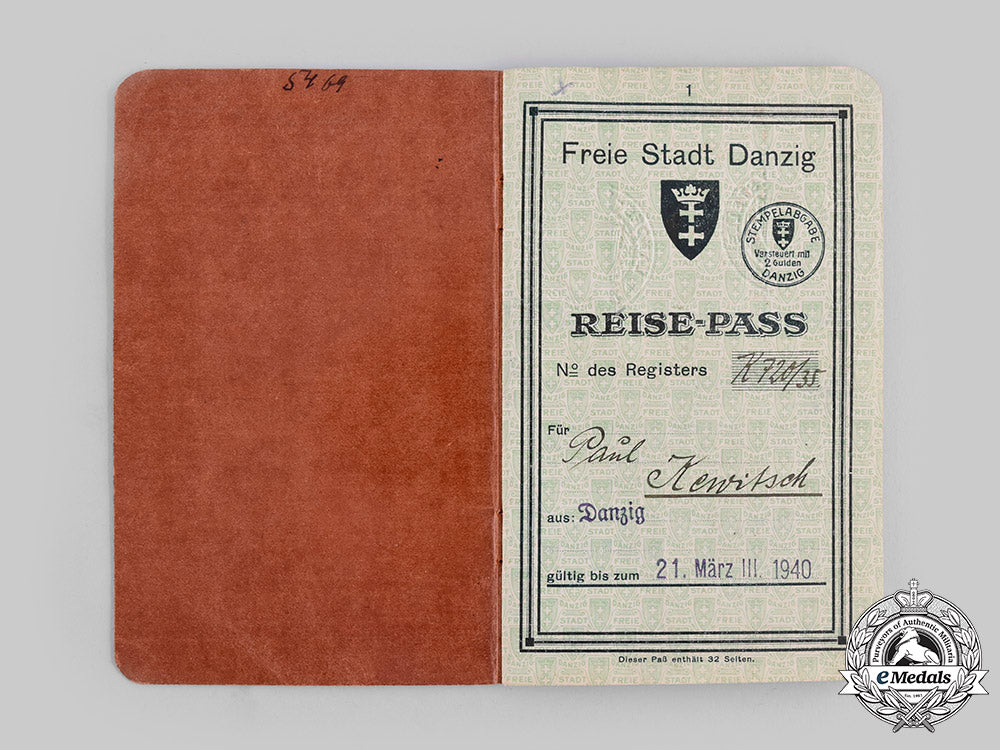 5469
1
Freie Stadt Danzig
STEMPELABGABE
Versteuert mit
2 Gulden
DANZIG
REISE-PASS
No des Registers K 720/35
Für
Paul
Kewitsch
aus: Danzig
gültig bis zum 21. März III. 1940
Dieser Paß enthält 32 Seiten.
Purveyors of Authentic Militaria
eMedals